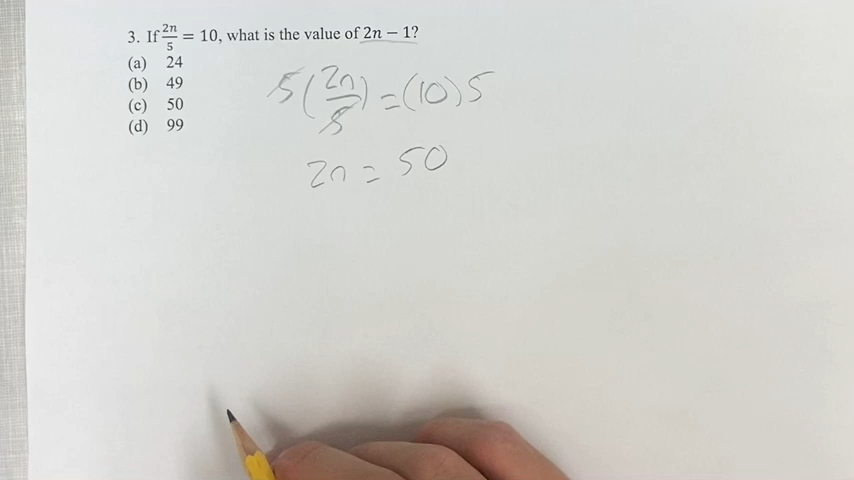 3. If 2n/5 = 10, what is the value of 2n − 1?
(a) 24
(b) 49
(c) 50
(d) 99
5(2n/5) = (10)5
2n = 50